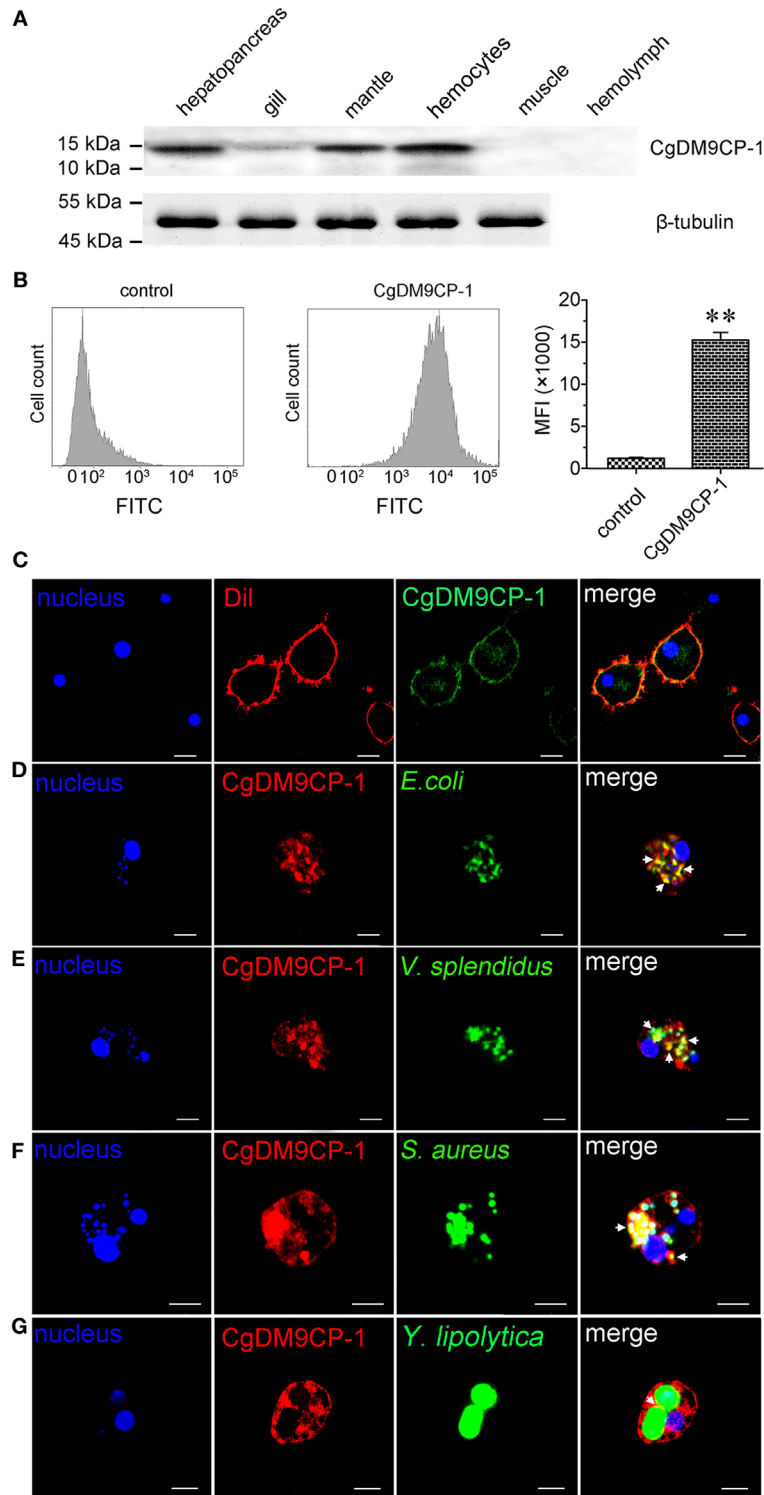 A
hepatopancreas
gill
mantle
hemocytes
muscle
hemolymph
15 kDa
10 kDa
CgDM9CP-1
55 kDa
45 kDa
β-tubulin
B
control
Cell count
0 10² 10³ 10⁴ 10⁵
FITC
CgDM9CP-1
Cell count
0 10² 10³ 10⁴ 10⁵
FITC
MFI (×1000)
20
15
10
5
0
**
control
CgDM9CP-1
C
nucleus Dil CgDM9CP-1 merge
D
nucleus CgDM9CP-1 E.coli merge
E
nucleus CgDM9CP-1 V. splendidus merge
F
nucleus CgDM9CP-1 S. aureus merge
G
nucleus CgDM9CP-1 Y. lipolytica merge